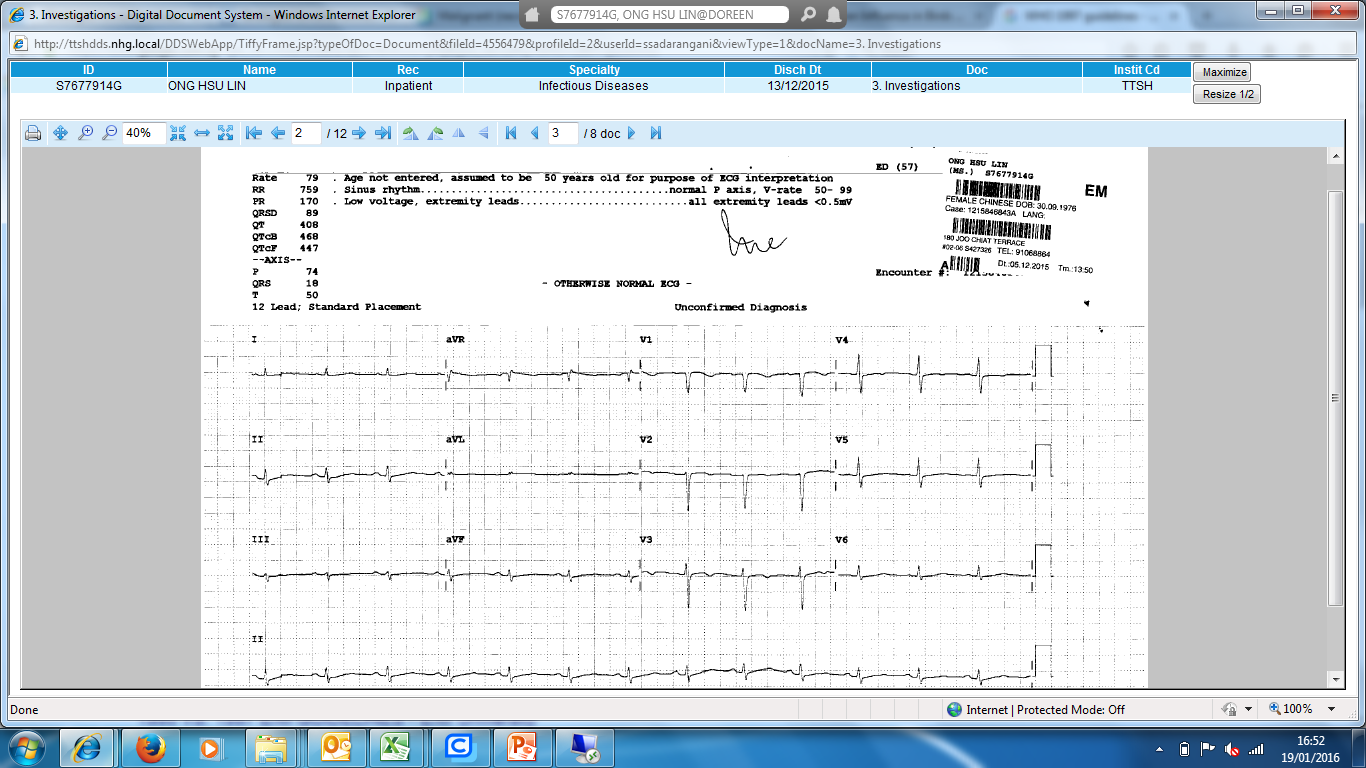 3. Investigations - Digital Document System - Windows Internet Explorer
S7677914G, ONG HSU LIN@DOREEN
http://ttshdds.nhg.local/DDSWebApp/TiffyFrame.jsp?typeOfDoc=Document&fileId=4556479&profileId=2&userId=ssadarangani&viewType=1&docName=3. Investigations
ID Name Rec Specialty Disch Dt Doc Instit Cd
S7677914G ONG HSU LIN Inpatient Infectious Diseases 13/12/2015 3. Investigations TTSH
Maximize
Resize 1/2
40% 2 / 12 3 / 8 doc
ED (57)
ONG HSU LIN
(MS.) S7677914G
EM
FEMALE CHINESE DOB: 30.09.1976
Case: 1215846843A LANG:
180 JOO CHIAT TERRACE
#02-06 S427326 TEL: 91068864
A
Dt.:05.12.2015 Tm.:13:50
Encounter #:
Rate 79 . Age not entered, assumed to be 50 years old for purpose of ECG interpretation
RR 759 . Sinus rhythm.......................................normal P axis, V-rate 50- 99
PR 170 . Low voltage, extremity leads..........................all extremity leads <0.5mV
QRSD 89
QT 408
QTcB 468
QTcF 447
--AXIS--
P 74
QRS 18
T 50
- OTHERWISE NORMAL ECG -
12 Lead; Standard Placement
Unconfirmed Diagnosis
I aVR V1 V4
II aVL V2 V5
III aVF V3 V6
II
Done
Internet | Protected Mode: Off
100%
16:52
19/01/2016